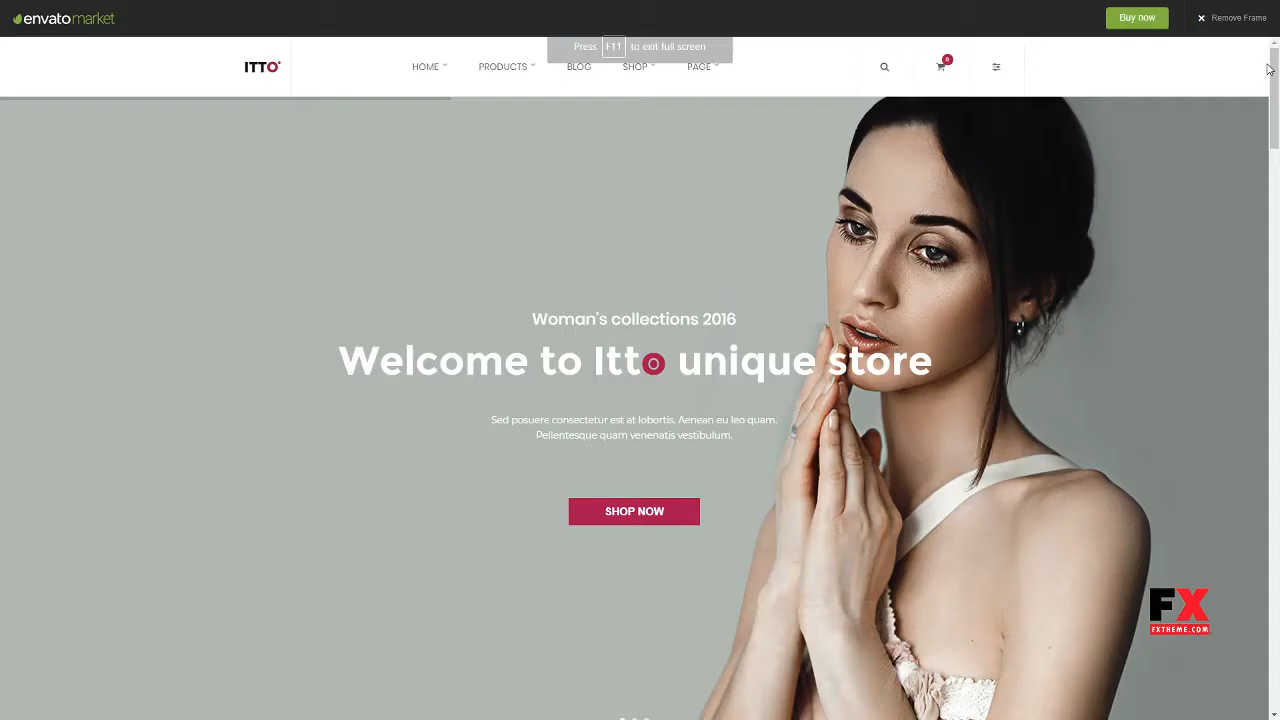 envatomarket
Buy now
× Remove Frame
Press F11 to exit full screen
ITTO
HOME
PRODUCTS
BLOG
SHOP
PAGE
0
Woman's collections 2016
Welcome to Itto unique store
Sed posuere consectetur est at lobortis. Aenean eu leo quam.
Pellentesque quam venenatis vestibulum.
SHOP NOW
FX
FXTHEME.COM